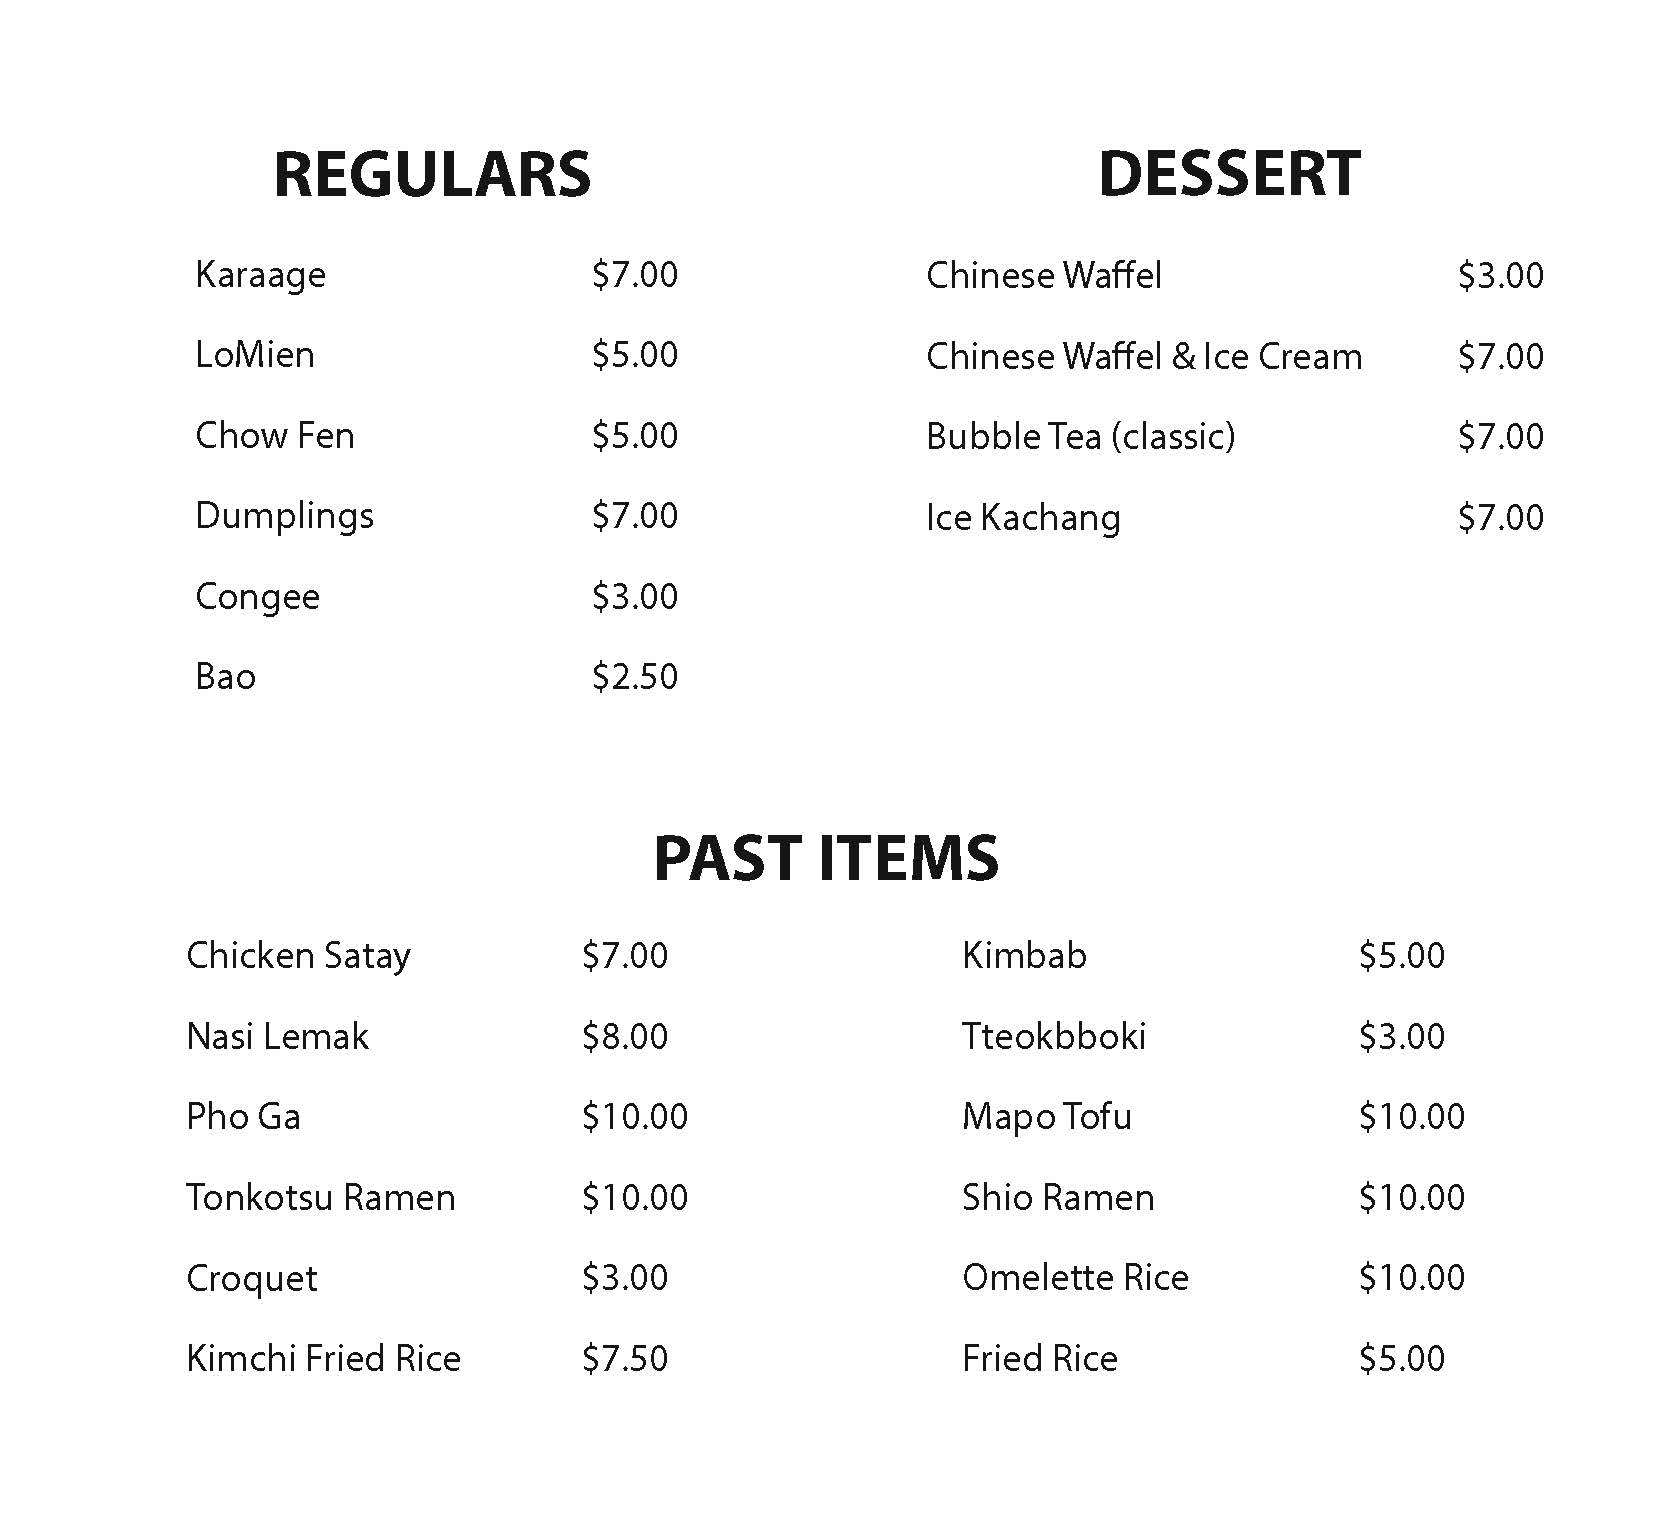 REGULARS
Karaage $7.00
LoMien $5.00
Chow Fen $5.00
Dumplings $7.00
Congee $3.00
Bao $2.50
DESSERT
Chinese Waffel $3.00
Chinese Waffel & Ice Cream $7.00
Bubble Tea (classic) $7.00
Ice Kachang $7.00
PAST ITEMS
Chicken Satay $7.00
Nasi Lemak $8.00
Pho Ga $10.00
Tonkotsu Ramen $10.00
Croquet $3.00
Kimchi Fried Rice $7.50
Kimbab $5.00
Tteokbboki $3.00
Mapo Tofu $10.00
Shio Ramen $10.00
Omelette Rice $10.00
Fried Rice $5.00